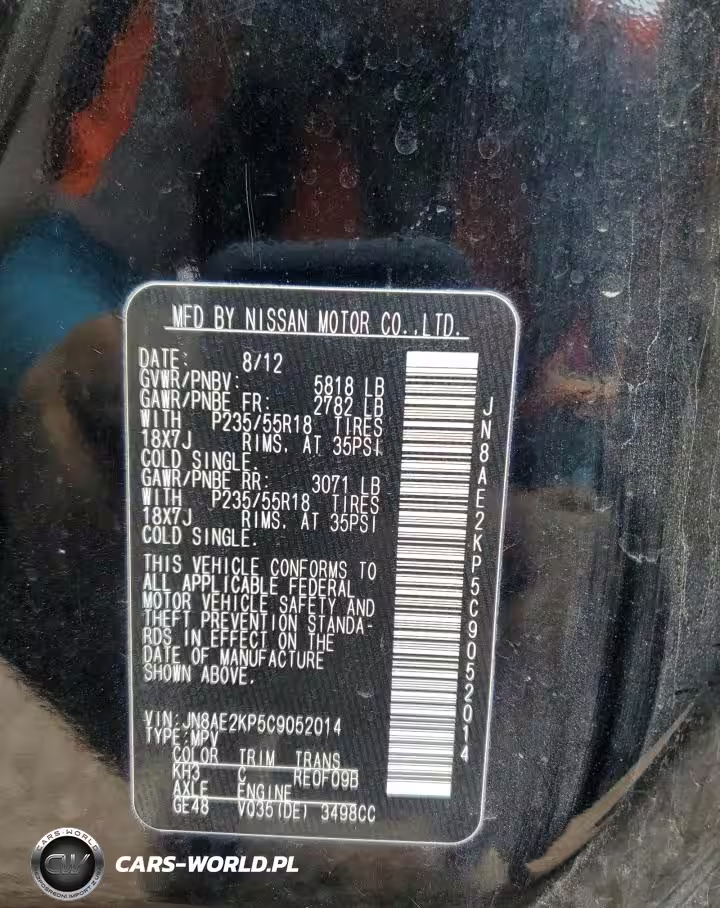 MFD BY NISSAN MOTOR CO.,LTD.
DATE: 8/12
GVWR/PNBV: 5818 LB
GAWR/PNBE FR: 2782 LB
WITH P235/55R18 TIRES
18X7J RIMS. AT 35PSI
COLD SINGLE.
GAWR/PNBE RR: 3071 LB
WITH P235/55R18 TIRES
18X7J RIMS. AT 35PSI
COLD SINGLE.
THIS VEHICLE CONFORMS TO
ALL APPLICABLE FEDERAL
MOTOR VEHICLE SAFETY AND
THEFT PREVENTION STANDA-
RDS IN EFFECT ON THE
DATE OF MANUFACTURE
SHOWN ABOVE.
VIN:JN8AE2KP5C9052014
TYPE:MPV
COLOR TRIM TRANS
KH3 C RE0F09B
AXLE ENGINE
GE48 VQ35(DE) 3498CC
JN8AE2KP5C9052014
CARS-WORLD
CW
CARS-WORLD.PL